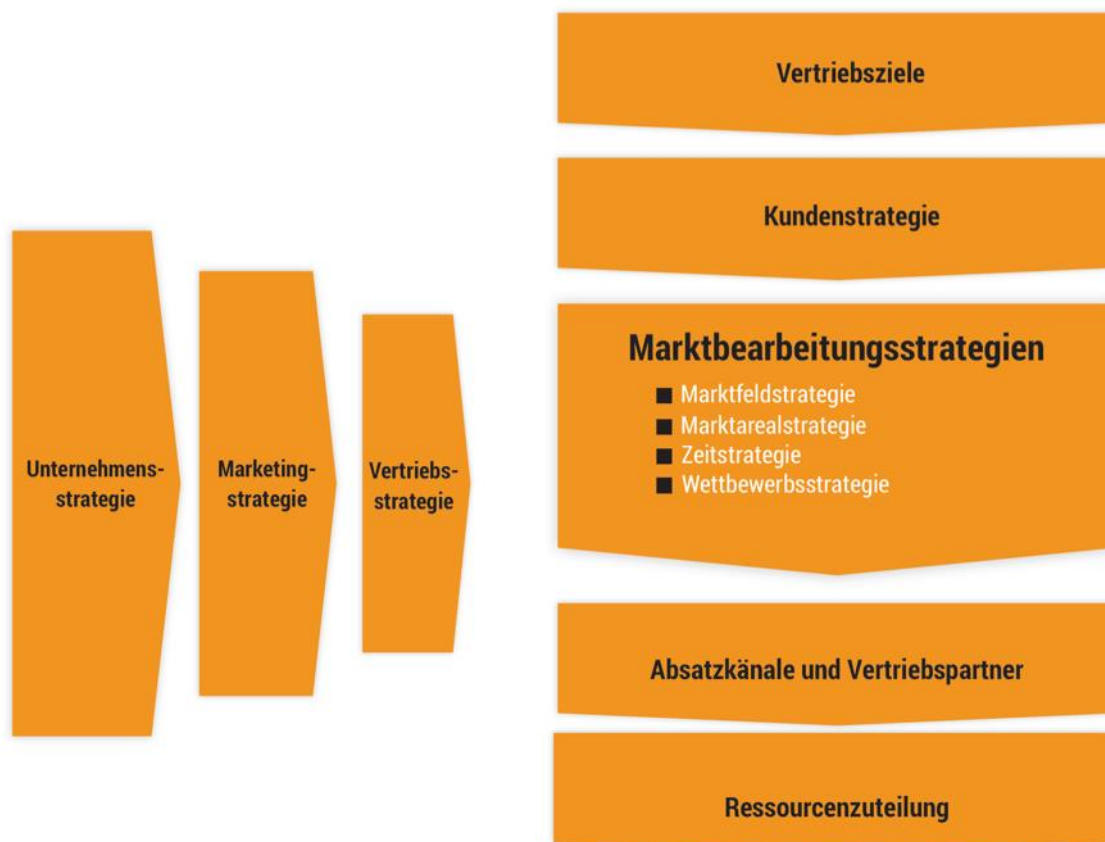 Unternehmens-
strategie
Marketing-
strategie
Vertriebs-
strategie
Vertriebsziele
Kundenstrategie
Marktbearbeitungsstrategien
■ Marktfeldstrategie
■ Marktarealstrategie
■ Zeitstrategie
■ Wettbewerbsstrategie
Absatzkänale und Vertriebspartner
Ressourcenzuteilung